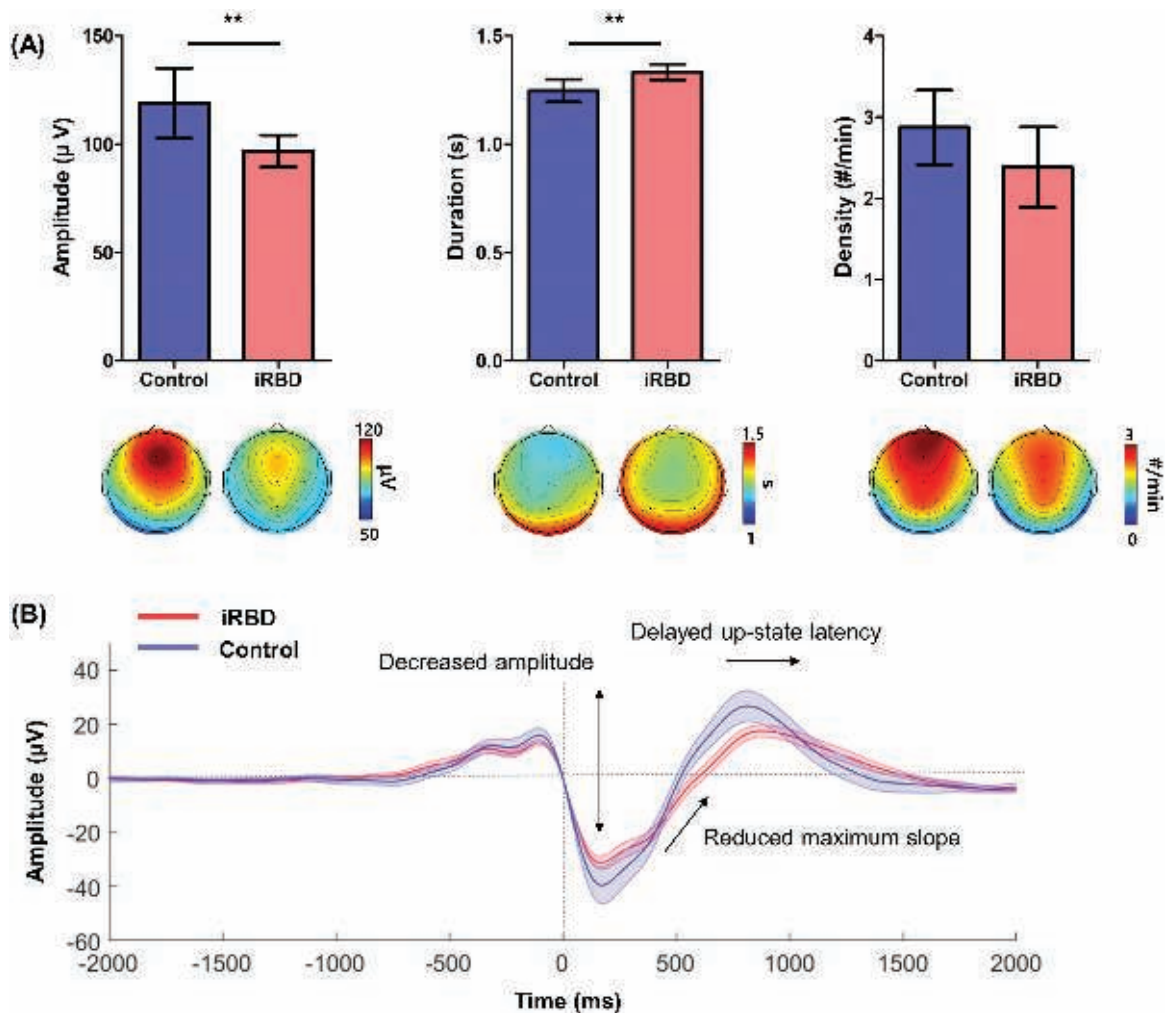 (A)
**
**
150
100
50
0
Amplitude (μ V)
Control
iRBD
1.5
1.0
0.5
0.0
Duration (s)
Control
iRBD
4
3
2
1
0
Density (#/min)
Control
iRBD
120
μV
50
1.5
s
1
3
#/min
0
(B)
iRBD
Control
Decreased amplitude
Delayed up-state latency
Reduced maximum slope
40
20
0
-20
-40
-60
Amplitude (μV)
-2000 -1500 -1000 -500 0 500 1000 1500 2000
Time (ms)